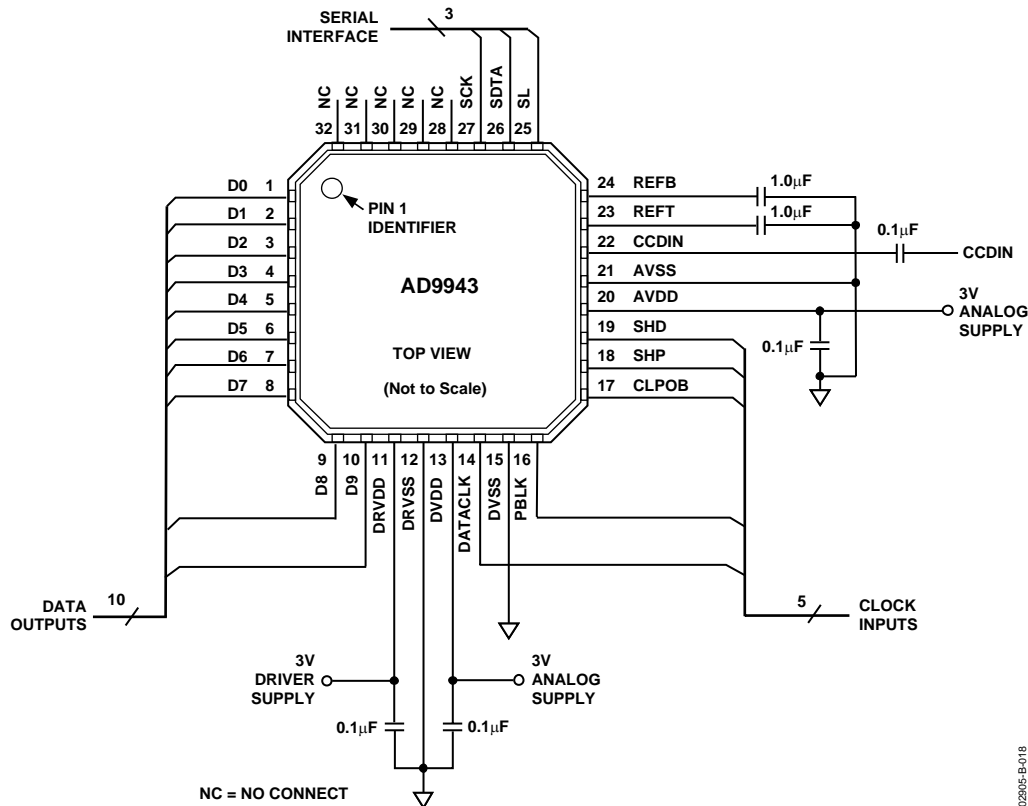 SERIAL
INTERFACE
3
SCK
SDTA
SL
NC
NC
NC
NC
NC
32
31
30
29
28
27
26
25
D0 1
D1 2
D2 3
D3 4
D4 5
D5 6
D6 7
D7 8
PIN 1
IDENTIFIER
AD9943
TOP VIEW
(Not to Scale)
24 REFB
23 REFT
22 CCDIN
21 AVSS
20 AVDD
19 SHD
18 SHP
17 CLPOB
1.0µF
1.0µF
0.1µF
CCDIN
3V
ANALOG
SUPPLY
0.1µF
9
10
11
12
13
14
15
16
D8
D9
DRVDD
DRVSS
DVDD
DATACLK
DVSS
PBLK
DATA
OUTPUTS
10
5
CLOCK
INPUTS
3V
DRIVER
SUPPLY
3V
ANALOG
SUPPLY
0.1µF
0.1µF
NC = NO CONNECT
02905-B-018